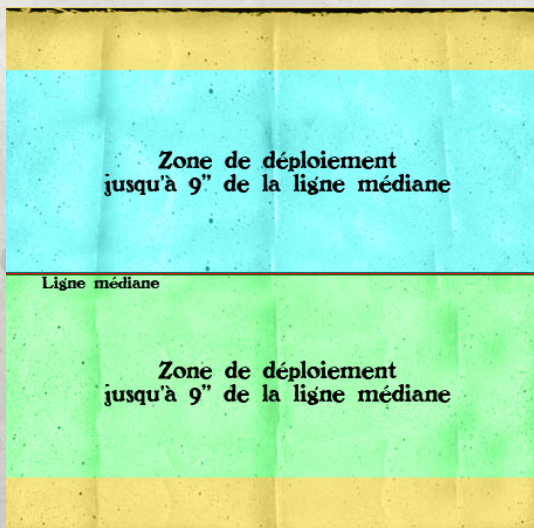 Zone de déploiement
jusqu'à 9" de la ligne médiane
Ligne médiane
Zone de déploiement
jusqu'à 9" de la ligne médiane